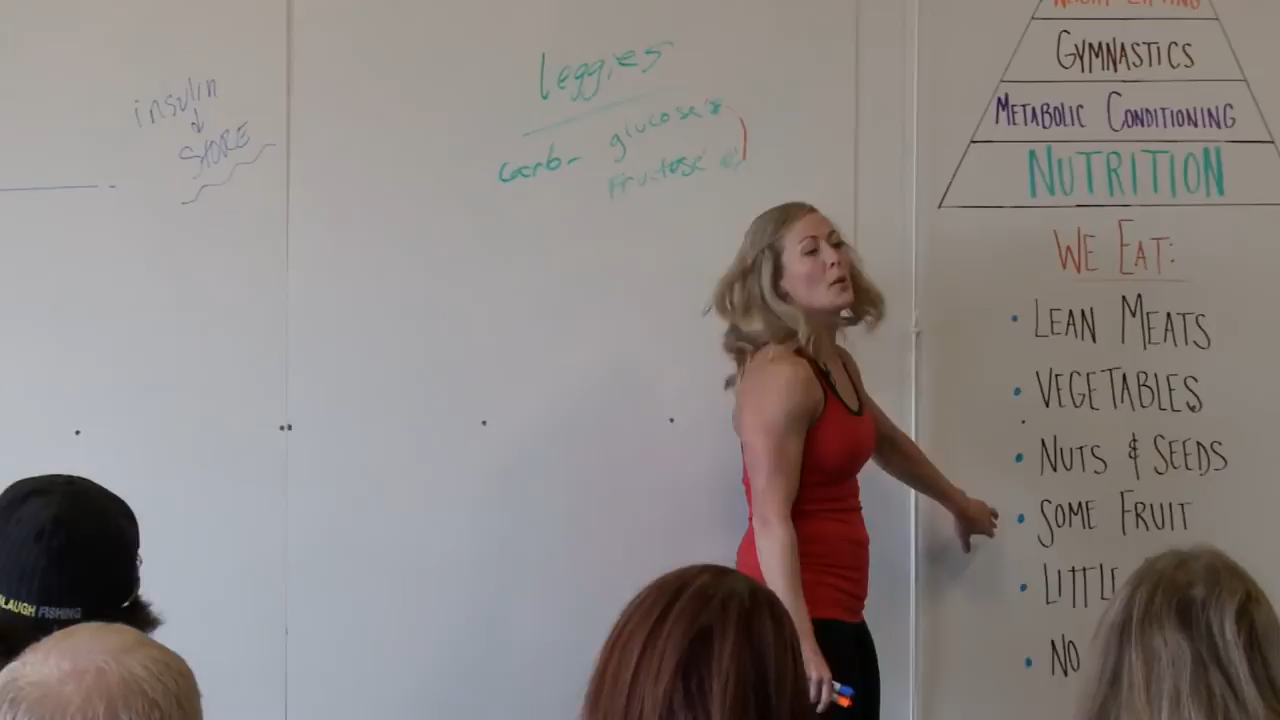 insulin
↓
STORE
leggies
carb- glucose
fructose
GYMNASTICS
METABOLIC CONDITIONING
NUTRITION
WE EAT:
• LEAN MEATS
• VEGETABLES
• NUTS & SEEDS
• SOME FRUIT
• LITTLE
• NO
LAUGH FISHING